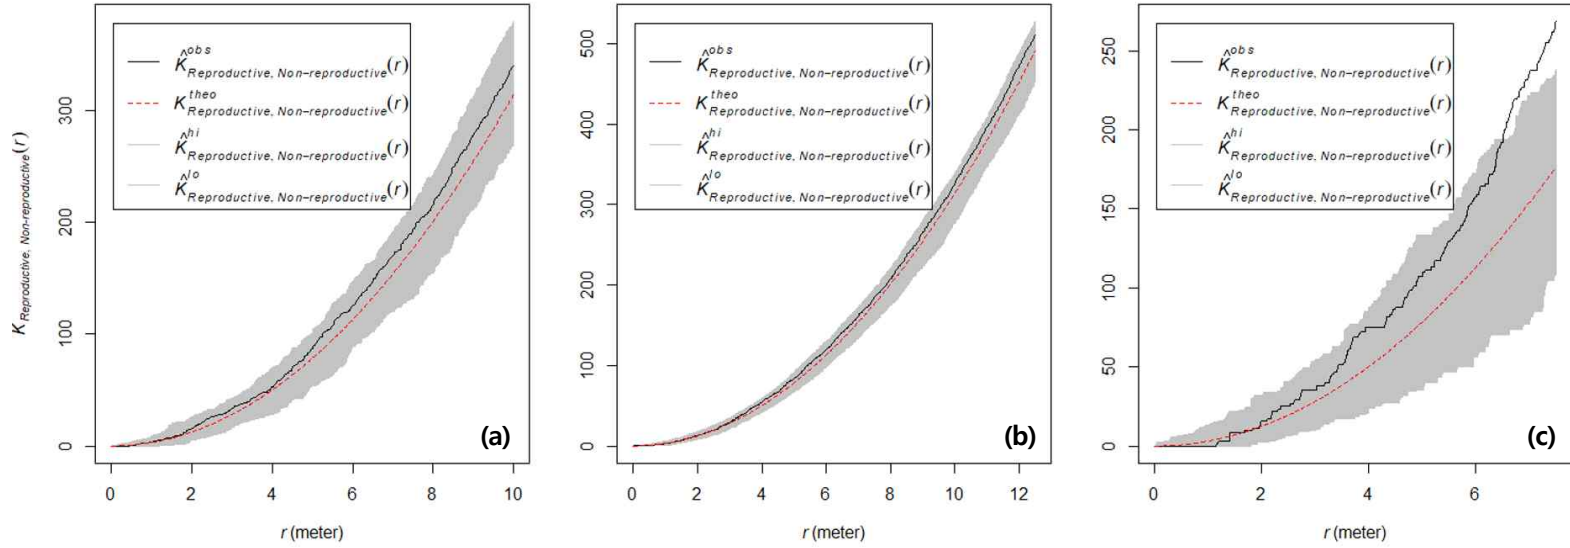 K̂^obs_Reproductive, Non−reproductive(r)
K^theo_Reproductive, Non−reproductive(r)
K̂^hi_Reproductive, Non−reproductive(r)
K̂^lo_Reproductive, Non−reproductive(r)
K_Reproductive, Non−reproductive(r)
0 100 200 300
0 2 4 6 8 10
r (meter)
(a)
K̂^obs_Reproductive, Non−reproductive(r)
K^theo_Reproductive, Non−reproductive(r)
K̂^hi_Reproductive, Non−reproductive(r)
K̂^lo_Reproductive, Non−reproductive(r)
0 100 200 300 400 500
0 2 4 6 8 10 12
r (meter)
(b)
K̂^obs_Reproductive, Non−reproductive(r)
K^theo_Reproductive, Non−reproductive(r)
K̂^hi_Reproductive, Non−reproductive(r)
K̂^lo_Reproductive, Non−reproductive(r)
0 50 100 150 200 250
0 2 4 6
r (meter)
(c)